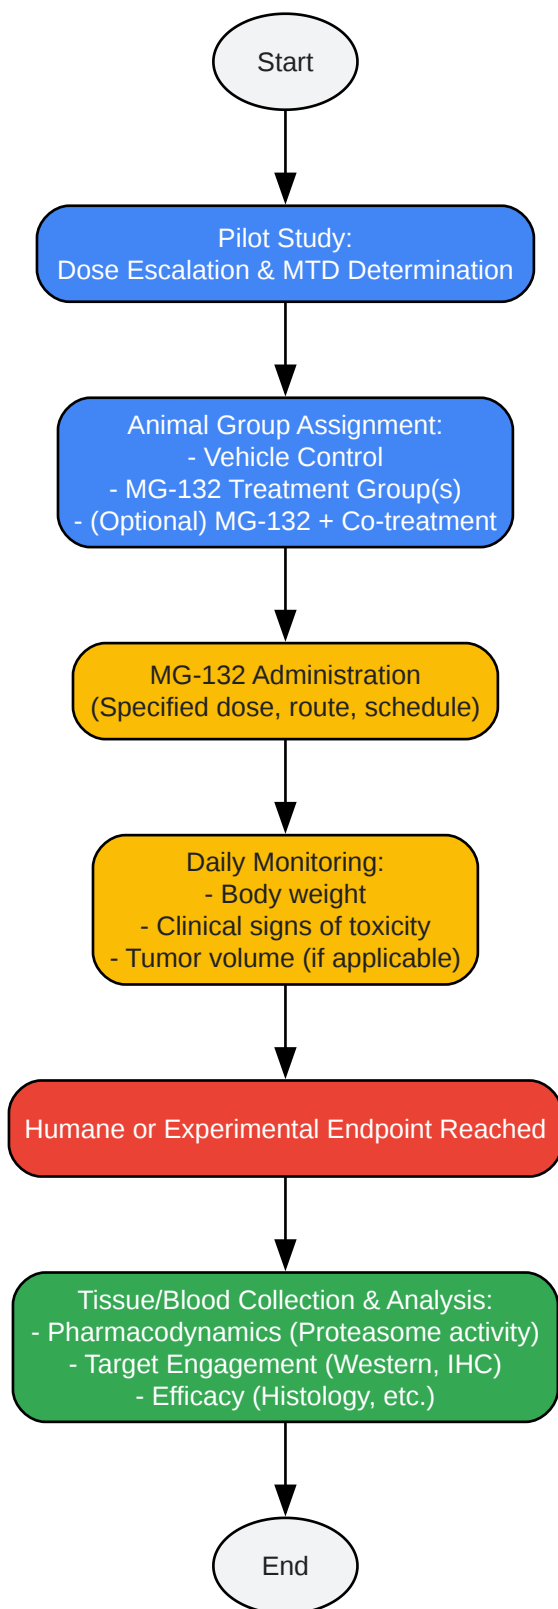 Start
Pilot Study:
Dose Escalation & MTD Determination
Animal Group Assignment:
- Vehicle Control
- MG-132 Treatment Group(s)
- (Optional) MG-132 + Co-treatment
MG-132 Administration
(Specified dose, route, schedule)
Daily Monitoring:
- Body weight
- Clinical signs of toxicity
- Tumor volume (if applicable)
Humane or Experimental Endpoint Reached
Tissue/Blood Collection & Analysis:
- Pharmacodynamics (Proteasome activity)
- Target Engagement (Western, IHC)
- Efficacy (Histology, etc.)
End